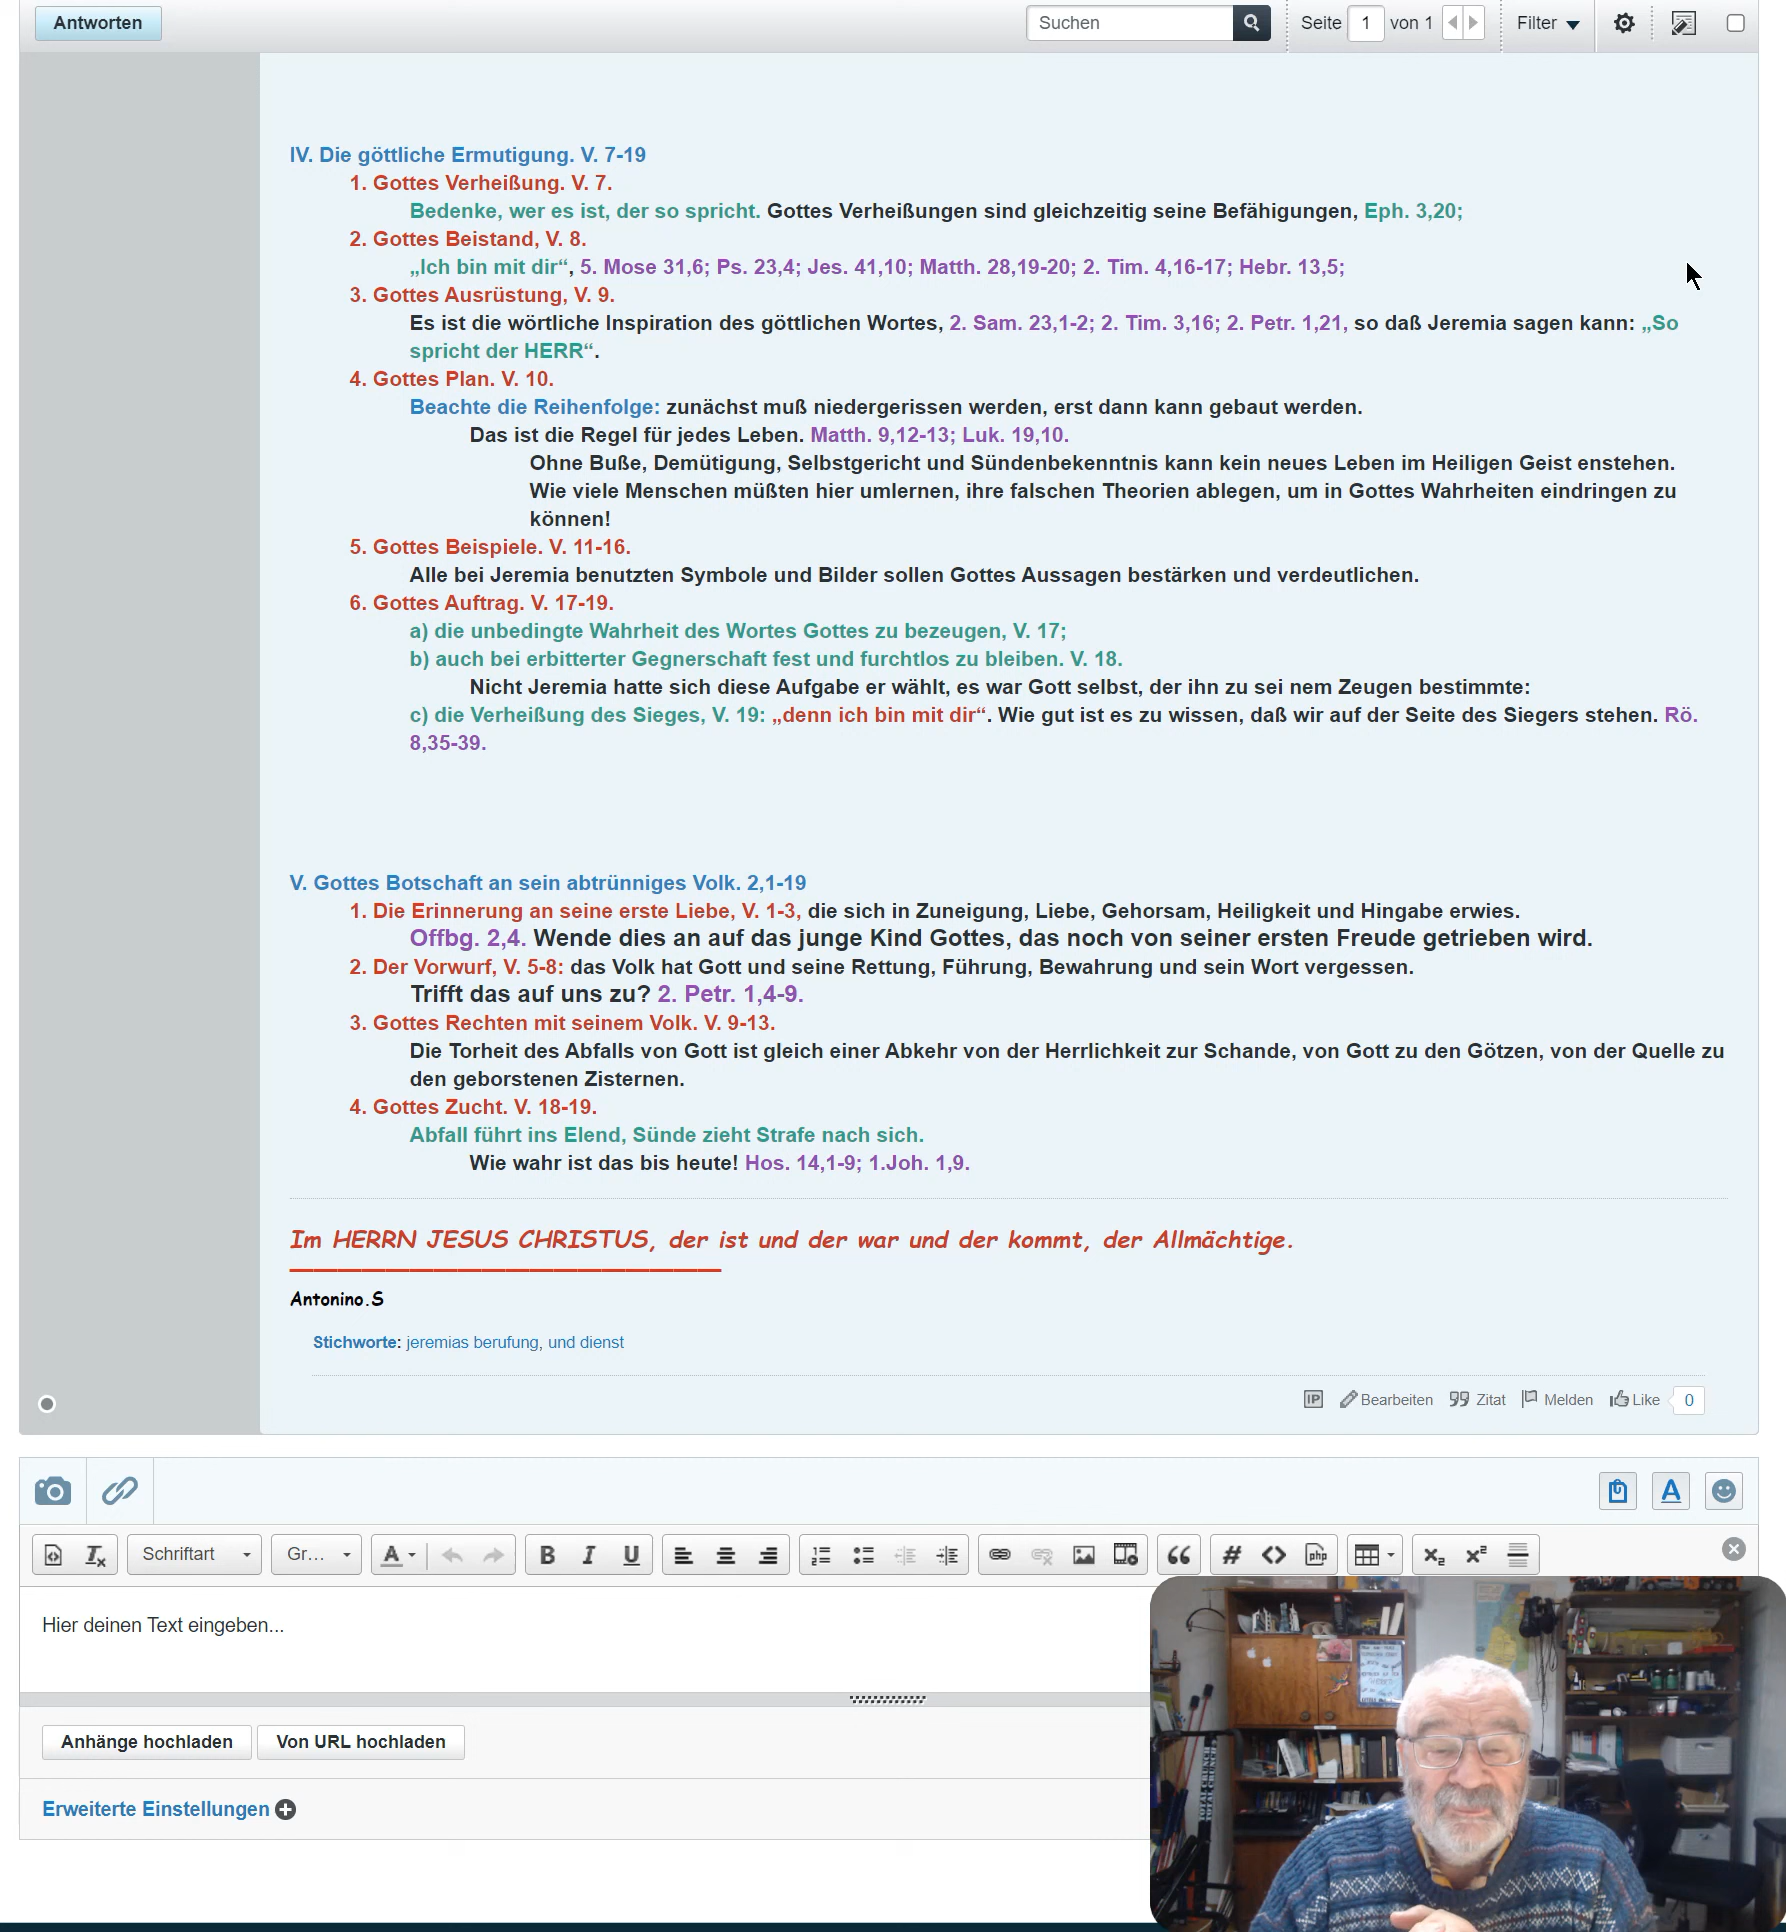 Antworten
Suchen
Seite 1 von 1
Filter
IV. Die göttliche Ermutigung. V. 7-19
1. Gottes Verheißung. V. 7.
Bedenke, wer es ist, der so spricht. Gottes Verheißungen sind gleichzeitig seine Befähigungen, Eph. 3,20;
2. Gottes Beistand, V. 8.
„Ich bin mit dir“, 5. Mose 31,6; Ps. 23,4; Jes. 41,10; Matth. 28,19-20; 2. Tim. 4,16-17; Hebr. 13,5;
3. Gottes Ausrüstung, V. 9.
Es ist die wörtliche Inspiration des göttlichen Wortes, 2. Sam. 23,1-2; 2. Tim. 3,16; 2. Petr. 1,21, so daß Jeremia sagen kann: „So
spricht der HERR“.
4. Gottes Plan. V. 10.
Beachte die Reihenfolge: zunächst muß niedergerissen werden, erst dann kann gebaut werden.
Das ist die Regel für jedes Leben. Matth. 9,12-13; Luk. 19,10.
Ohne Buße, Demütigung, Selbstgericht und Sündenbekenntnis kann kein neues Leben im Heiligen Geist enstehen.
Wie viele Menschen müßten hier umlernen, ihre falschen Theorien ablegen, um in Gottes Wahrheiten eindringen zu
können!
5. Gottes Beispiele. V. 11-16.
Alle bei Jeremia benutzten Symbole und Bilder sollen Gottes Aussagen bestärken und verdeutlichen.
6. Gottes Auftrag. V. 17-19.
a) die unbedingte Wahrheit des Wortes Gottes zu bezeugen, V. 17;
b) auch bei erbitterter Gegnerschaft fest und furchtlos zu bleiben. V. 18.
Nicht Jeremia hatte sich diese Aufgabe er wählt, es war Gott selbst, der ihn zu sei nem Zeugen bestimmte:
c) die Verheißung des Sieges, V. 19: „denn ich bin mit dir“. Wie gut ist es zu wissen, daß wir auf der Seite des Siegers stehen. Rö.
8,35-39.
V. Gottes Botschaft an sein abtrünniges Volk. 2,1-19
1. Die Erinnerung an seine erste Liebe, V. 1-3, die sich in Zuneigung, Liebe, Gehorsam, Heiligkeit und Hingabe erwies.
Offbg. 2,4. Wende dies an auf das junge Kind Gottes, das noch von seiner ersten Freude getrieben wird.
2. Der Vorwurf, V. 5-8: das Volk hat Gott und seine Rettung, Führung, Bewahrung und sein Wort vergessen.
Trifft das auf uns zu? 2. Petr. 1,4-9.
3. Gottes Rechten mit seinem Volk. V. 9-13.
Die Torheit des Abfalls von Gott ist gleich einer Abkehr von der Herrlichkeit zur Schande, von Gott zu den Götzen, von der Quelle zu
den geborstenen Zisternen.
4. Gottes Zucht. V. 18-19.
Abfall führt ins Elend, Sünde zieht Strafe nach sich.
Wie wahr ist das bis heute! Hos. 14,1-9; 1.Joh. 1,9.
Im HERRN JESUS CHRISTUS, der ist und der war und der kommt, der Allmächtige.
Antonino.S
Stichworte: jeremias berufung, und dienst
IP Bearbeiten Zitat Melden Like 0
Schriftart
Gr...
Hier deinen Text eingeben...
Anhänge hochladen
Von URL hochladen
Erweiterte Einstellungen